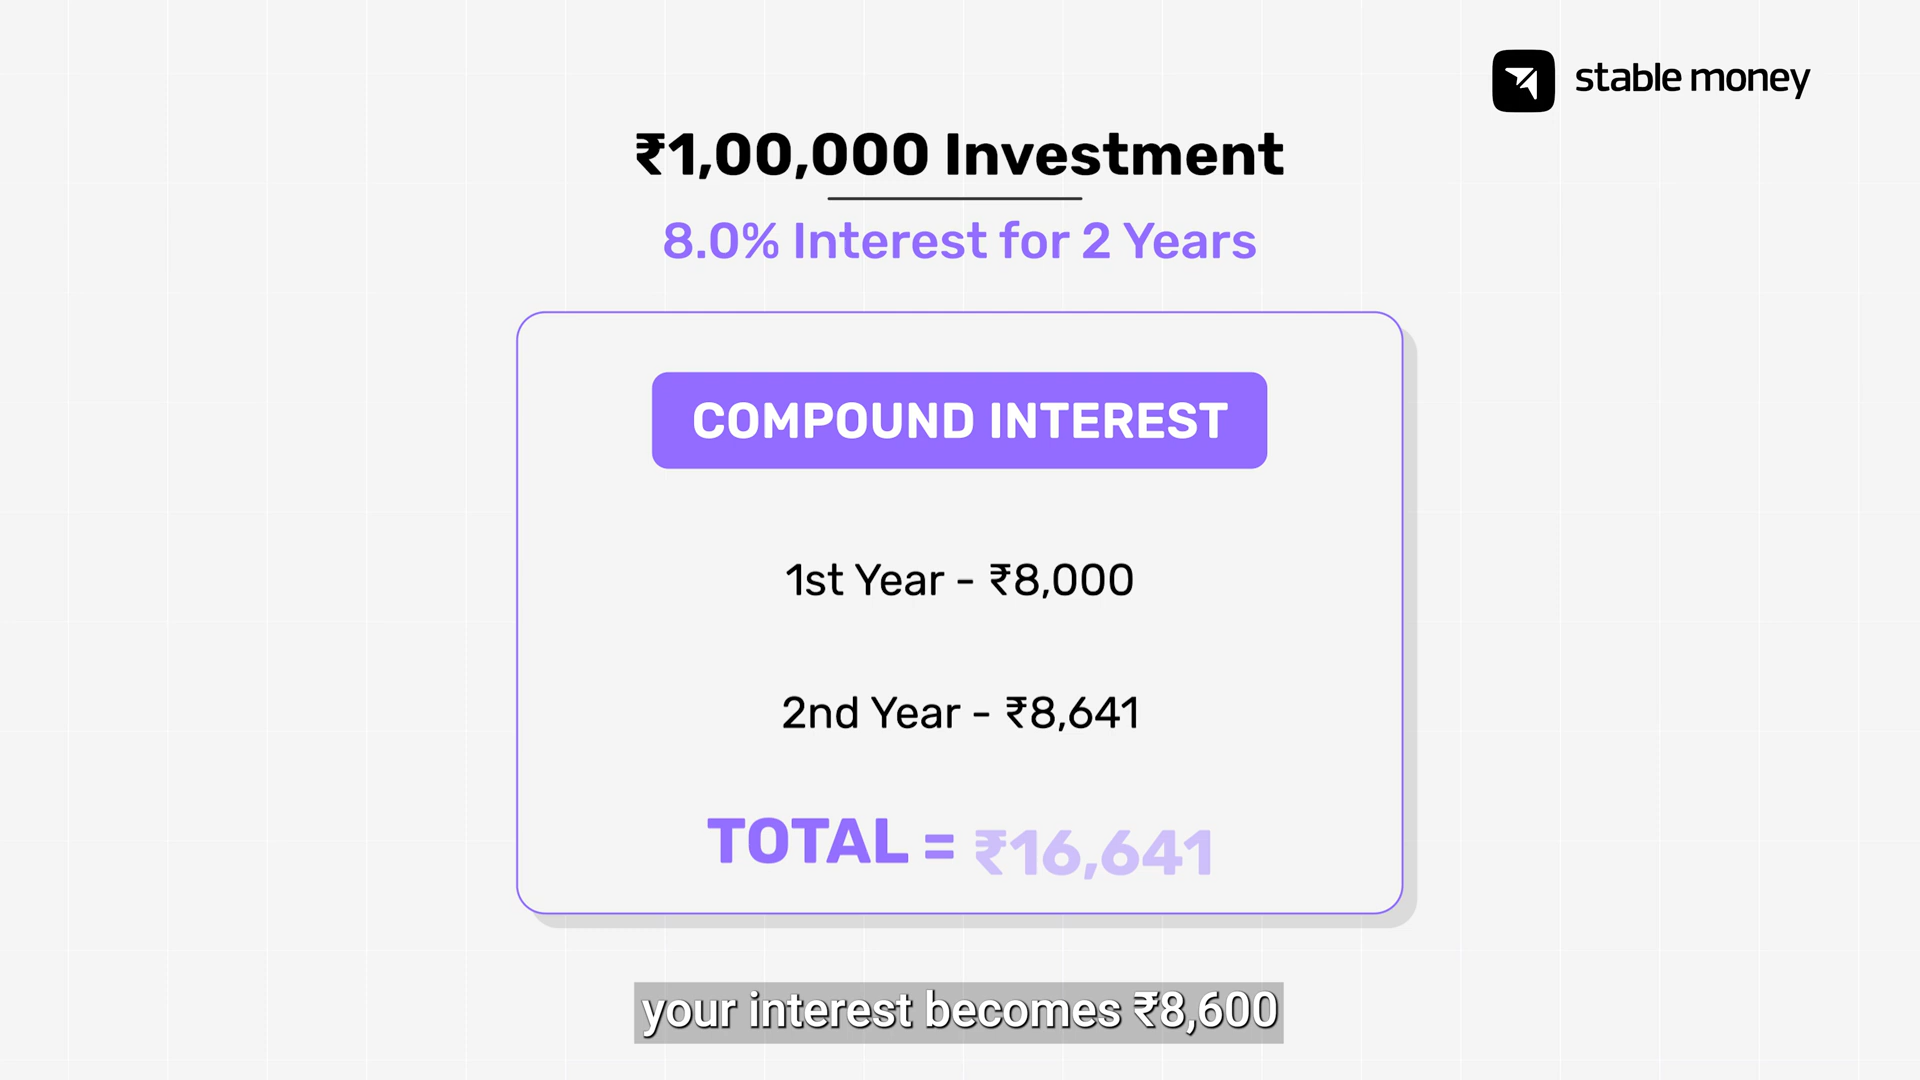 stable money
₹1,00,000 Investment
8.0% Interest for 2 Years
COMPOUND INTEREST
1st Year - ₹8,000
2nd Year - ₹8,641
TOTAL = ₹16,641
your interest becomes ₹8,600